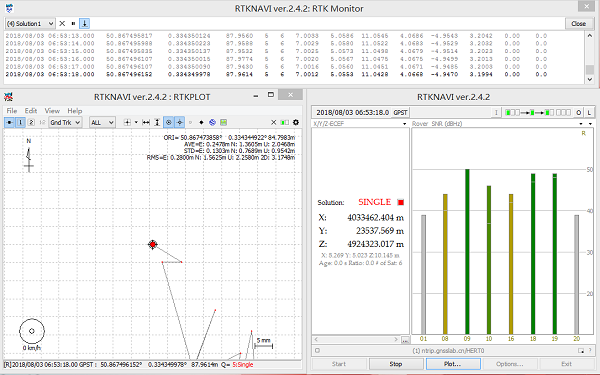 RTKNAVI ver.2.4.2: RTK Monitor
(4) Solution1 Close
2018/08/03 06:53:13.000 50.867495817 0.334350124 87.9560 5 6 7.0033 5.0586 11.0545 4.0686 -4.9543 3.2042 0.00 0.0
2018/08/03 06:53:14.000 50.867495988 0.334350223 87.9588 5 6 7.0029 5.0580 11.0522 4.0683 -4.9529 3.2032 0.00 0.0
2018/08/03 06:53:15.000 50.867495938 0.334350132 87.9532 5 6 7.0025 5.0573 11.0498 4.0679 -4.9514 3.2023 0.00 0.0
2018/08/03 06:53:16.000 50.867496107 0.334350015 87.9774 5 6 7.0020 5.0567 11.0475 4.0675 -4.9499 3.2013 0.00 0.0
2018/08/03 06:53:17.000 50.867496107 0.334350090 87.9430 5 6 7.0016 5.0560 11.0451 4.0671 -4.9485 3.2003 0.00 0.0
2018/08/03 06:53:18.000 50.867496152 0.334349978 87.9614 5 6 7.0012 5.0553 11.0428 4.0668 -4.9470 3.1994 0.00 0.0
RTKNAVI ver.2.4.2 : RTKPLOT
File Edit View Help
1 2 Gnd Trk ALL
ORI= 50.867473858° 0.334344922° 84.7983m
AVE=E: 0.2478m N: 1.3605m U: 2.0468m
STD=E: 0.1303m N: 0.7689m U: 0.9542m
RMS=E: 0.2800m N: 1.5625m U: 2.2580m 2D: 3.1748m
N
0 km/h
5 mm
[R]2018/08/03 06:53:18.00 GPST : 50.867496152° 0.334349978° 87.9614m Q= 5:Single
RTKNAVI ver.2.4.2
2018/08/03 06:53:18.0 GPST I O L
X/Y/Z-ECEF Rover SNR (dBHz)
R
Solution: SINGLE
X: 4033462.404 m
Y: 23537.569 m
Z: 4924323.017 m
X: 8.269 Y: 5.023 Z:10.148 m
Age: 0.0 s Ratio: 0.0 # of Sat: 6
50
40
30
20
01 08 09 10 16 18 19 20
ntrip.gnsslab.cn/HERT0
Start Stop Plot... Options... Exit